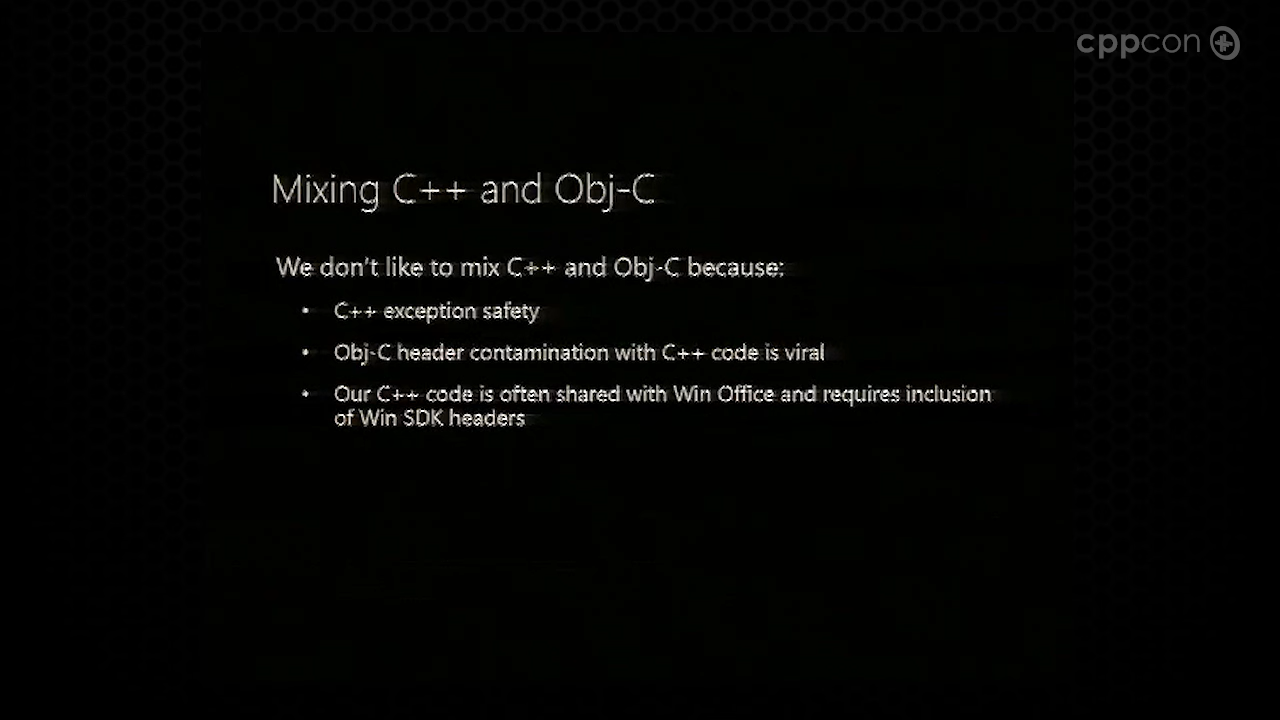 cppcon
Mixing C++ and Obj-C
We don't like to mix C++ and Obj-C because:
• C++ exception safety
• Obj-C header contamination with C++ code is viral
• Our C++ code is often shared with Win Office and requires inclusion
of Win SDK headers